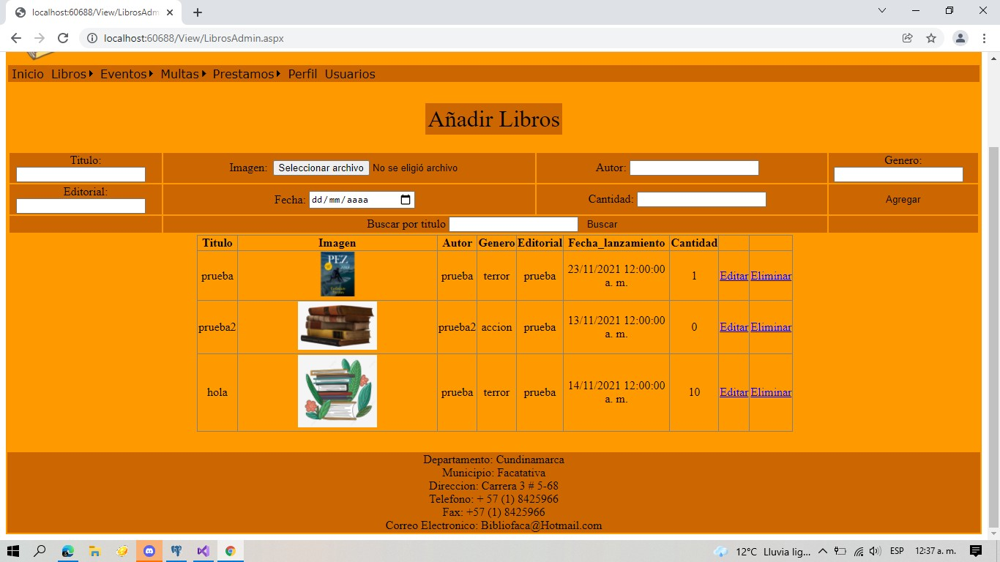 localhost:60688/View/LibrosAdm
localhost:60688/View/LibrosAdmin.aspx
Inicio Libros Eventos Multas Prestamos Perfil Usuarios
Añadir Libros
Titulo: Imagen: Seleccionar archivo No se eligió archivo Autor: Genero:
Editorial: Fecha: dd/mm/aaaa Cantidad: Agregar
Buscar por titulo Buscar
Titulo Imagen Autor Genero Editorial Fecha_lanzamiento Cantidad
PEZ
prueba prueba terror prueba 23/11/2021 12:00:00 a. m. 1 Editar Eliminar
prueba2 prueba2 accion prueba 13/11/2021 12:00:00 a. m. 0 Editar Eliminar
hola prueba terror prueba 14/11/2021 12:00:00 a. m. 10 Editar Eliminar
Departamento: Cundinamarca
Municipio: Facatativa
Direccion: Carrera 3 # 5-68
Telefono: + 57 (1) 8425966
Fax: +57 (1) 8425966
Correo Electronico: Bibliofaca@Hotmail.com
12°C Lluvia lig... ESP 12:37 a. m.